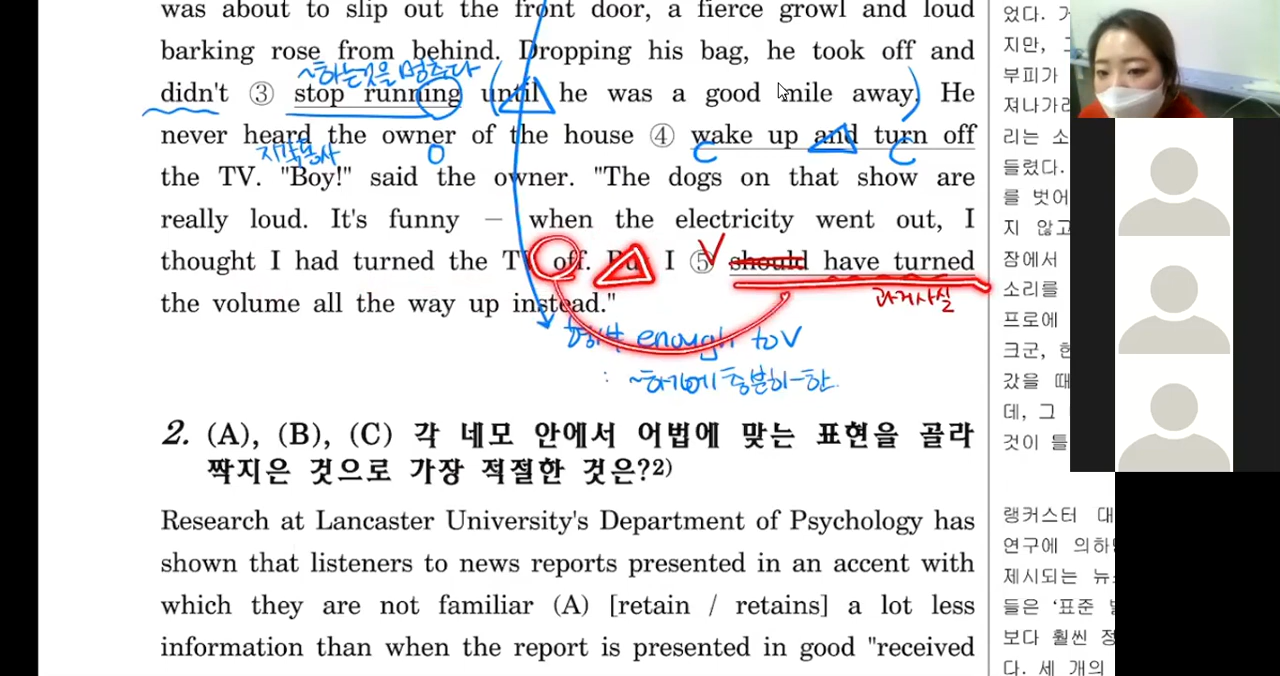 was about to slip out the front door, a fierce growl and loud
barking rose from behind. Dropping his bag, he took off and
~하는것을 멈추다
didn't ③ stop running until he was a good mile away. He
never heard the owner of the house ④ wake up and turn off
지각동사 O C C
the TV. "Boy!" said the owner. "The dogs on that show are
really loud. It's funny – when the electricity went out, I
thought I had turned the TV off. But I ⑤ should have turned
과거사실
the volume all the way up instead."
enough to V
: ~하기에 충분히 ~한
2. (A), (B), (C) 각 네모 안에서 어법에 맞는 표현을 골라
짝지은 것으로 가장 적절한 것은?2)
Research at Lancaster University's Department of Psychology has
shown that listeners to news reports presented in an accent with
which they are not familiar (A) [retain / retains] a lot less
information than when the report is presented in good "received
었다.
지만,
부피가
져나가
리는 소
들렸다.
를 벗어
지 않고
장에서
소리를
프로에
크군,
갔을 때
데, 그
것이 틀
랭커스터 대
연구에 의하
제시되는 뉴
들은 '표준
보다 훨씬 정
다. 세 개의